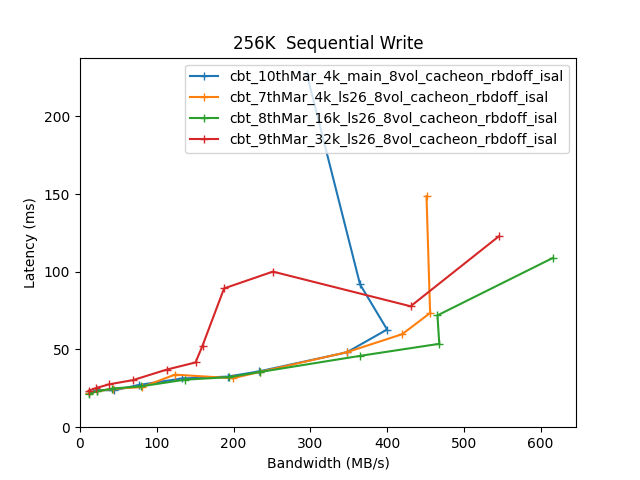 256K  Sequential Write
cbt_10thMar_4k_main_8vol_cacheon_rbdoff_isal
cbt_7thMar_4k_ls26_8vol_cacheon_rbdoff_isal
cbt_8thMar_16k_ls26_8vol_cacheon_rbdoff_isal
cbt_9thMar_32k_ls26_8vol_cacheon_rbdoff_isal
Latency (ms)
200
150
100
50
0
0 100 200 300 400 500 600
Bandwidth (MB/s)